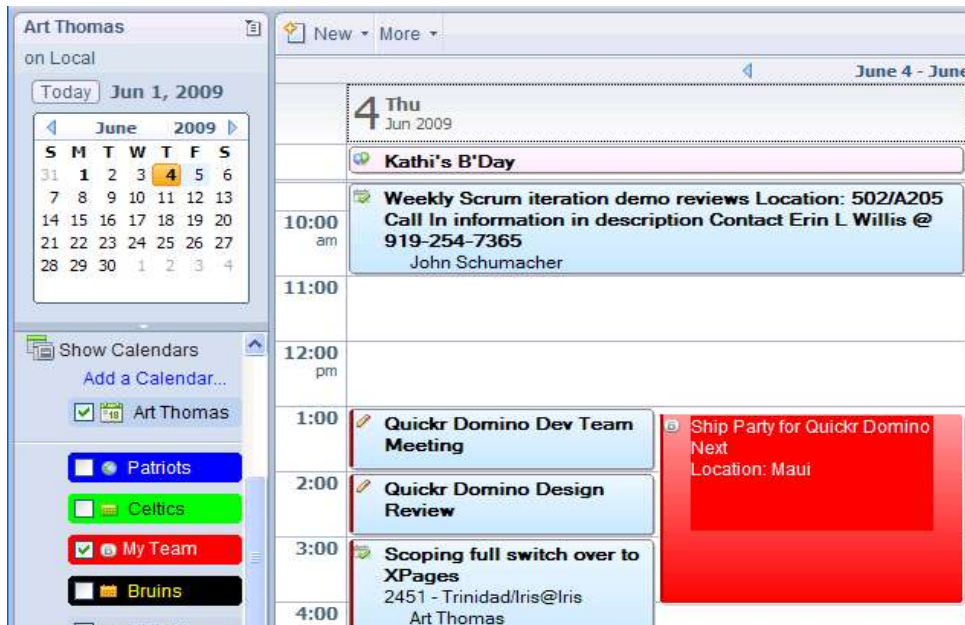 Art Thomas
on Local
Today Jun 1, 2009
June 2009
S M T W T F S
31 1 2 3 4 5 6
7 8 9 10 11 12 13
14 15 16 17 18 19 20
21 22 23 24 25 26 27
28 29 30 1 2 3 4
Show Calendars
Add a Calendar...
18 Art Thomas
Patriots
Celtics
My Team
Bruins
New More
June 4 - June
4 Thu
Jun 2009
Kathi's B'Day
10:00
am
Weekly Scrum iteration demo reviews Location: 502/A205
Call In information in description Contact Erin L Willis @
919-254-7365
John Schumacher
11:00
12:00
pm
1:00
Quickr Domino Dev Team
Meeting
Ship Party for Quickr Domino
Next
Location: Maui
2:00
Quickr Domino Design
Review
3:00
Scoping full switch over to
XPages
2451 - Trinidad/Iris@Iris
Art Thomas
4:00